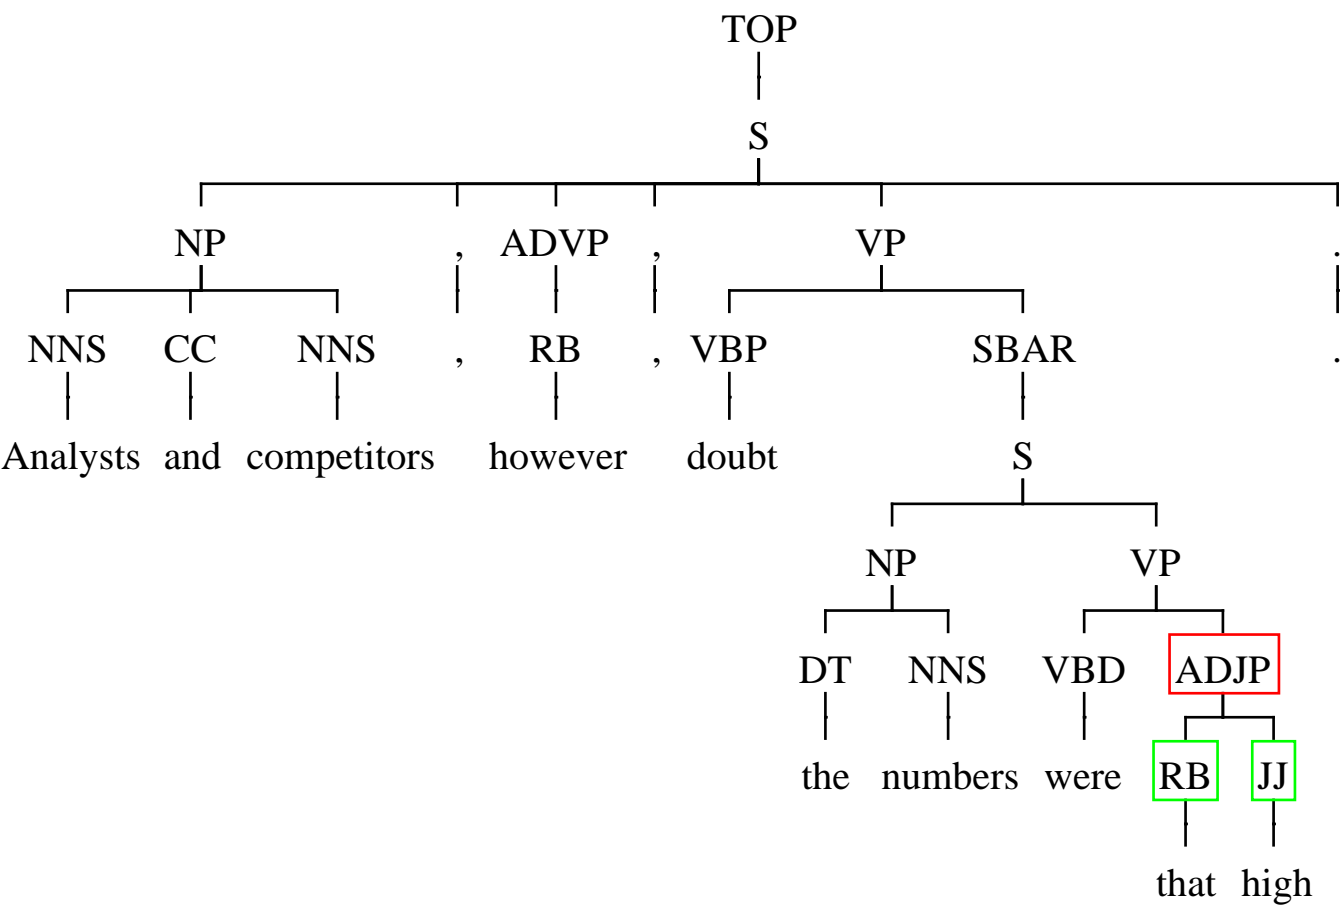 TOP
S
NP , ADVP , VP .
NNS CC NNS , RB , VBP SBAR .
Analysts and competitors however doubt S
NP VP
DT NNS VBD ADJP
the numbers were RB JJ
that high